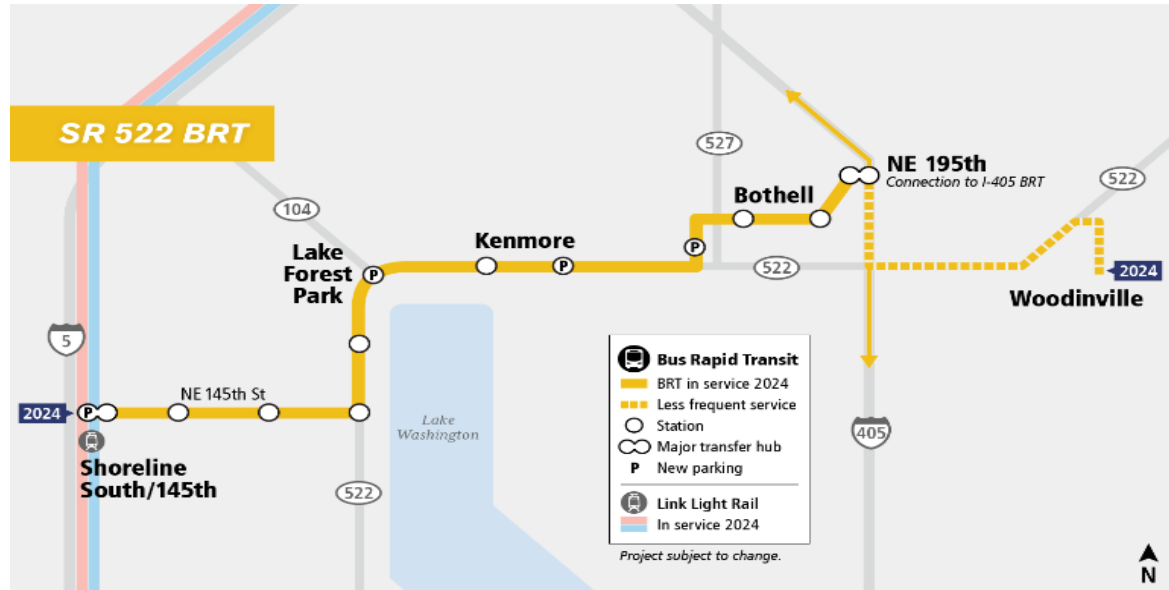 SR 522 BRT
104
527
NE 195th
Connection to I-405 BRT
522
Bothell
Kenmore
P
Lake
Forest
Park
P
P
522
2024
Woodinville
5
NE 145th St
2024
P
Shoreline
South/145th
522
Lake
Washington
405
Bus Rapid Transit
BRT in service 2024
Less frequent service
Station
Major transfer hub
P New parking
Link Light Rail
In service 2024
Project subject to change.
N